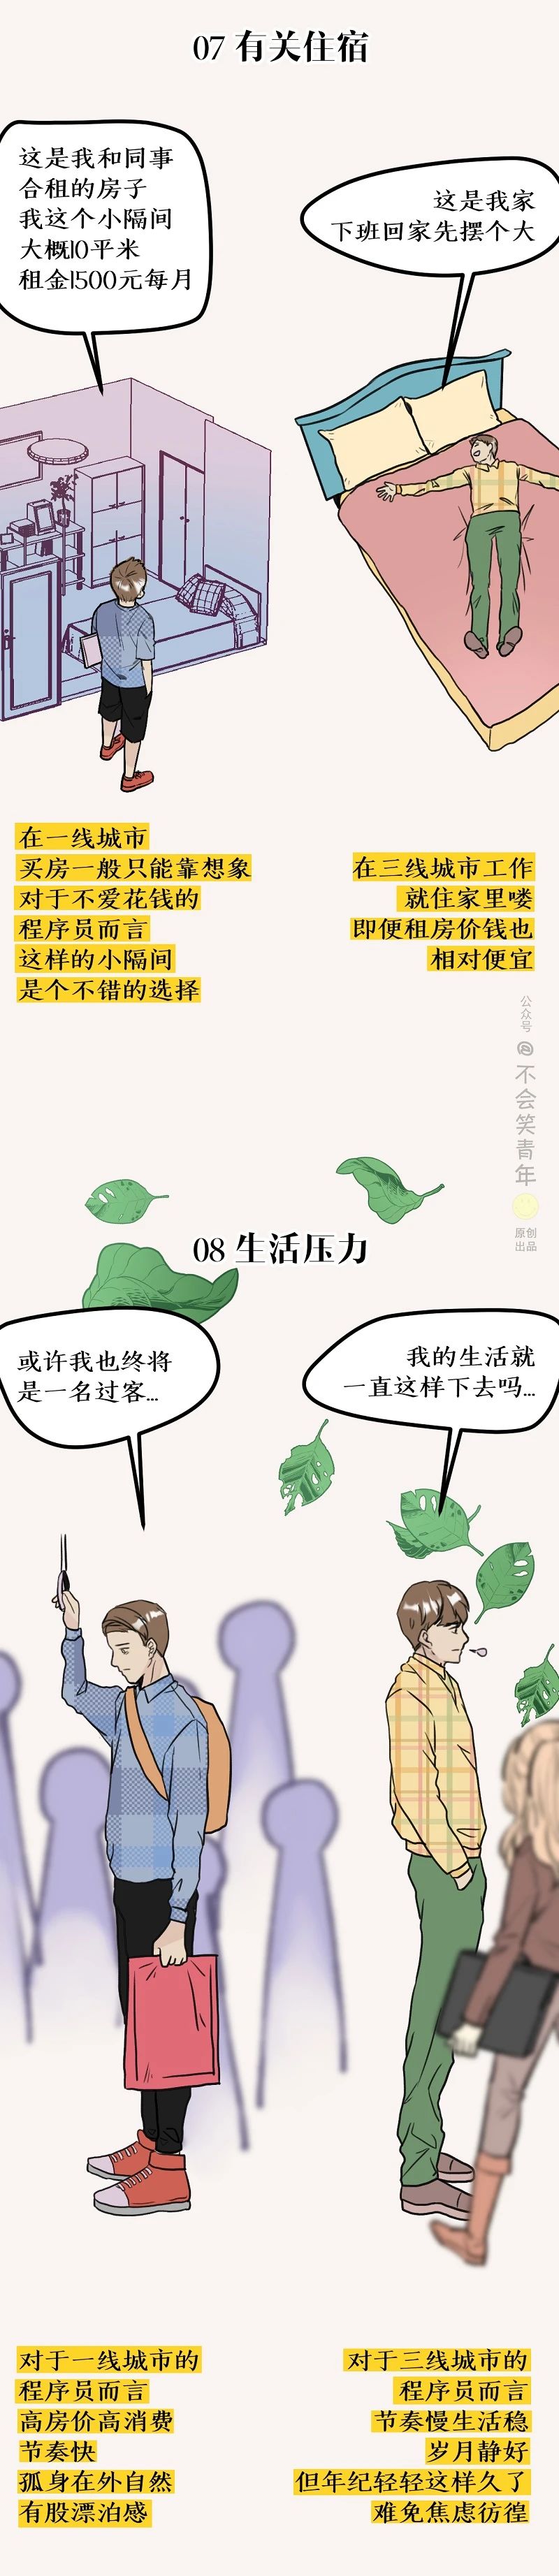 07 有关住宿
这是我和同事
合租的房子
我这个小隔间
大概10平米
租金1500元每月
这是我家
下班回家先摆个大
在一线城市
买房一般只能靠想象
对于不爱花钱的
程序员而言
这样的小隔间
是个不错的选择
在三线城市工作
就住家里喽
即便租房价钱也
相对便宜
公众号@不会笑青年
原创
出品
08 生活压力
或许我也终将
是一名过客...
我的生活就
一直这样下去吗...
对于一线城市的
程序员而言
高房价高消费
节奏快
孤身在外自然
有股漂泊感
对于三线城市的
程序员而言
节奏慢生活稳
岁月静好
但年纪轻轻这样久了
难免焦虑彷徨